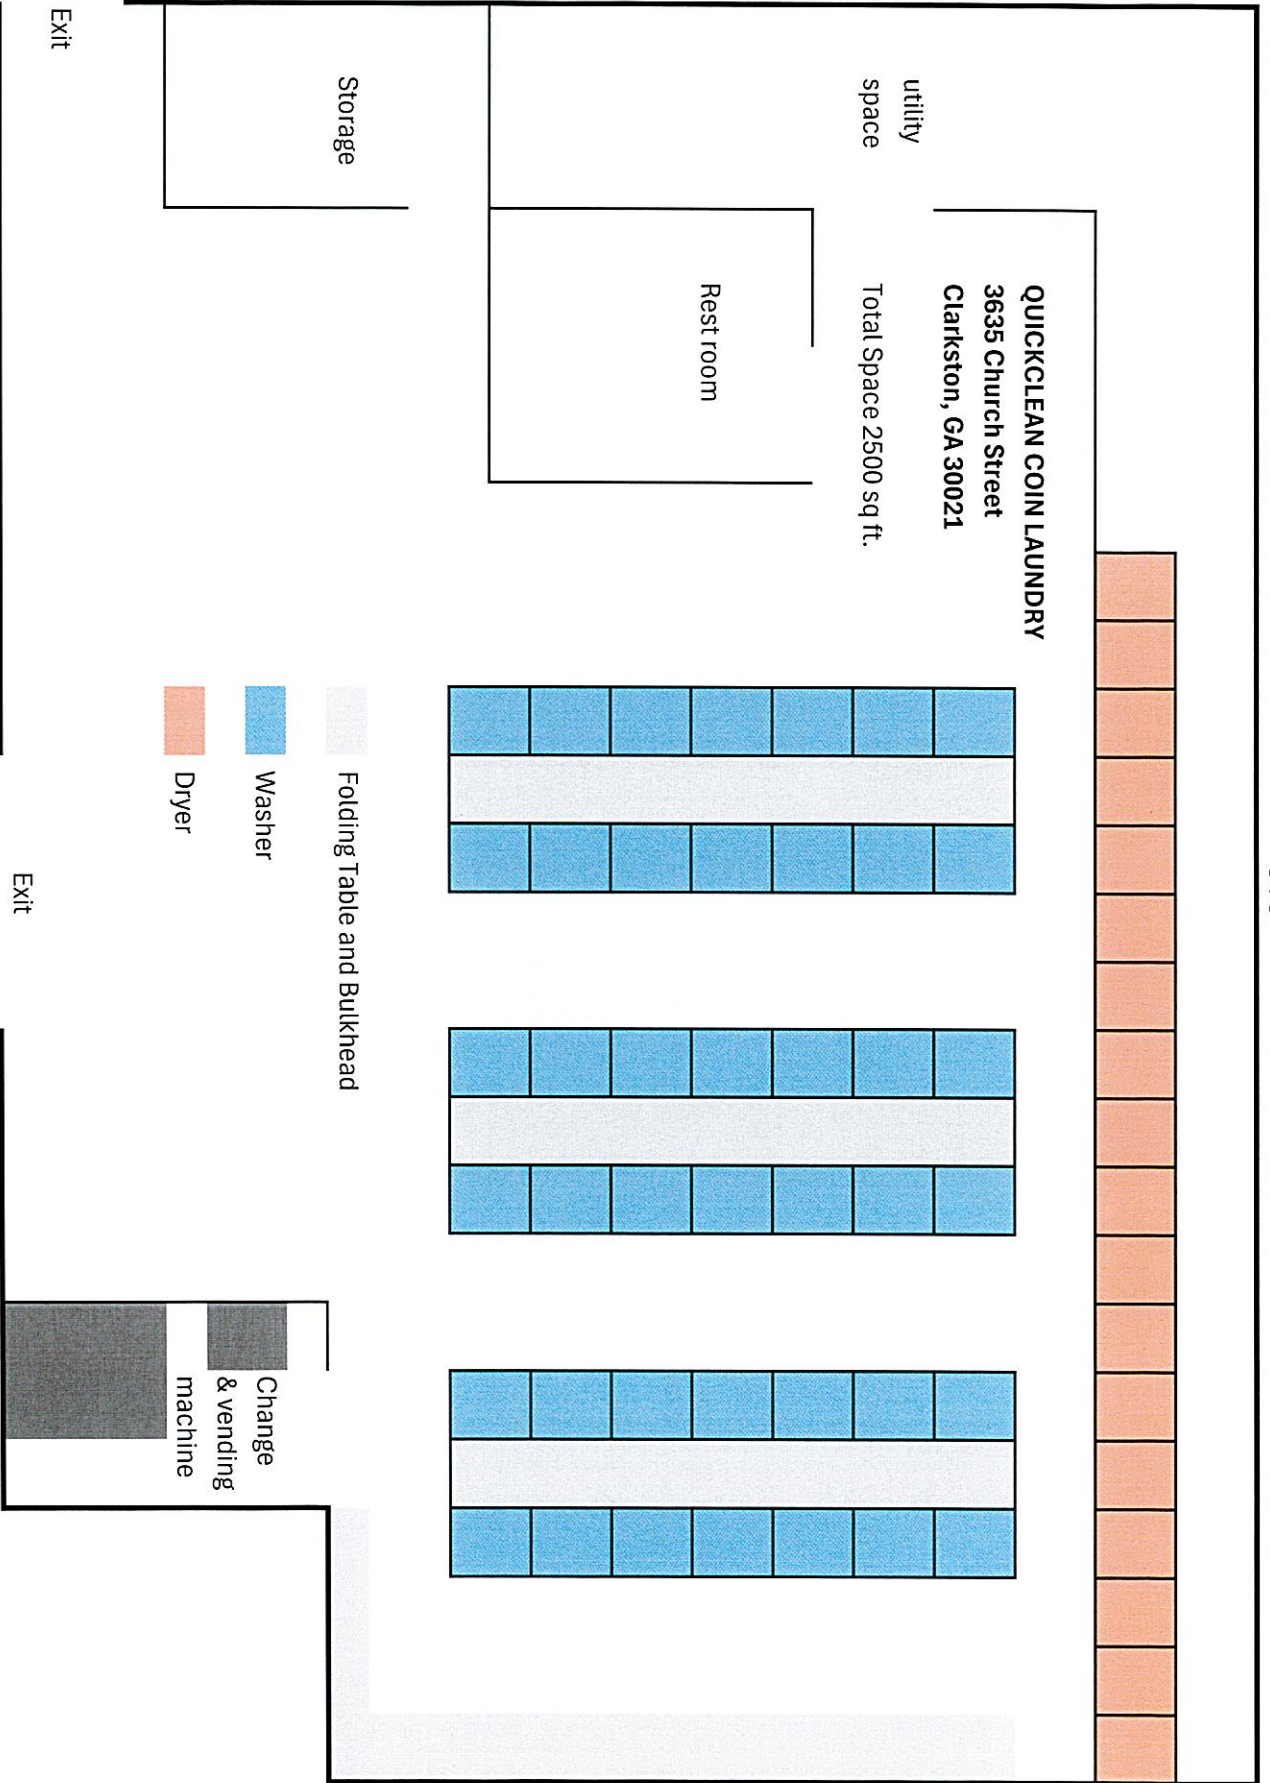 QUICKCLEAN COIN LAUNDRY
3635 Church Street
Clarkston, GA 30021
utility
space
Total Space 2500 sq ft.
Rest room
Storage
Folding Table and Bulkhead
Washer
Dryer
Change
& vending
machine
Exit
Exit